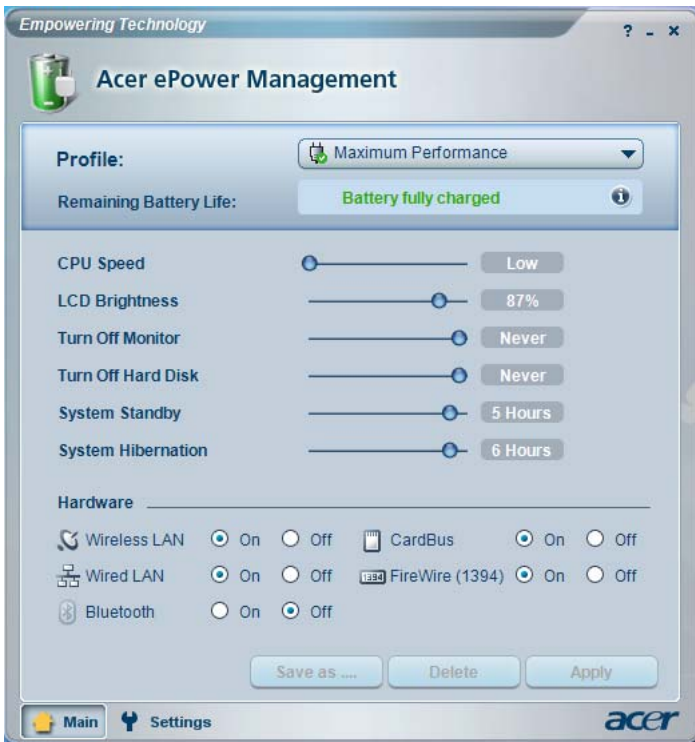 Empowering Technology
? - x
Acer ePower Management
Profile: Maximum Performance
Remaining Battery Life: Battery fully charged i
CPU Speed Low
LCD Brightness 87%
Turn Off Monitor Never
Turn Off Hard Disk Never
System Standby 5 Hours
System Hibernation 6 Hours
Hardware
Wireless LAN On Off CardBus On Off
Wired LAN On Off 1394 FireWire (1394) On Off
Bluetooth On Off
Save as .... Delete Apply
Main Settings acer